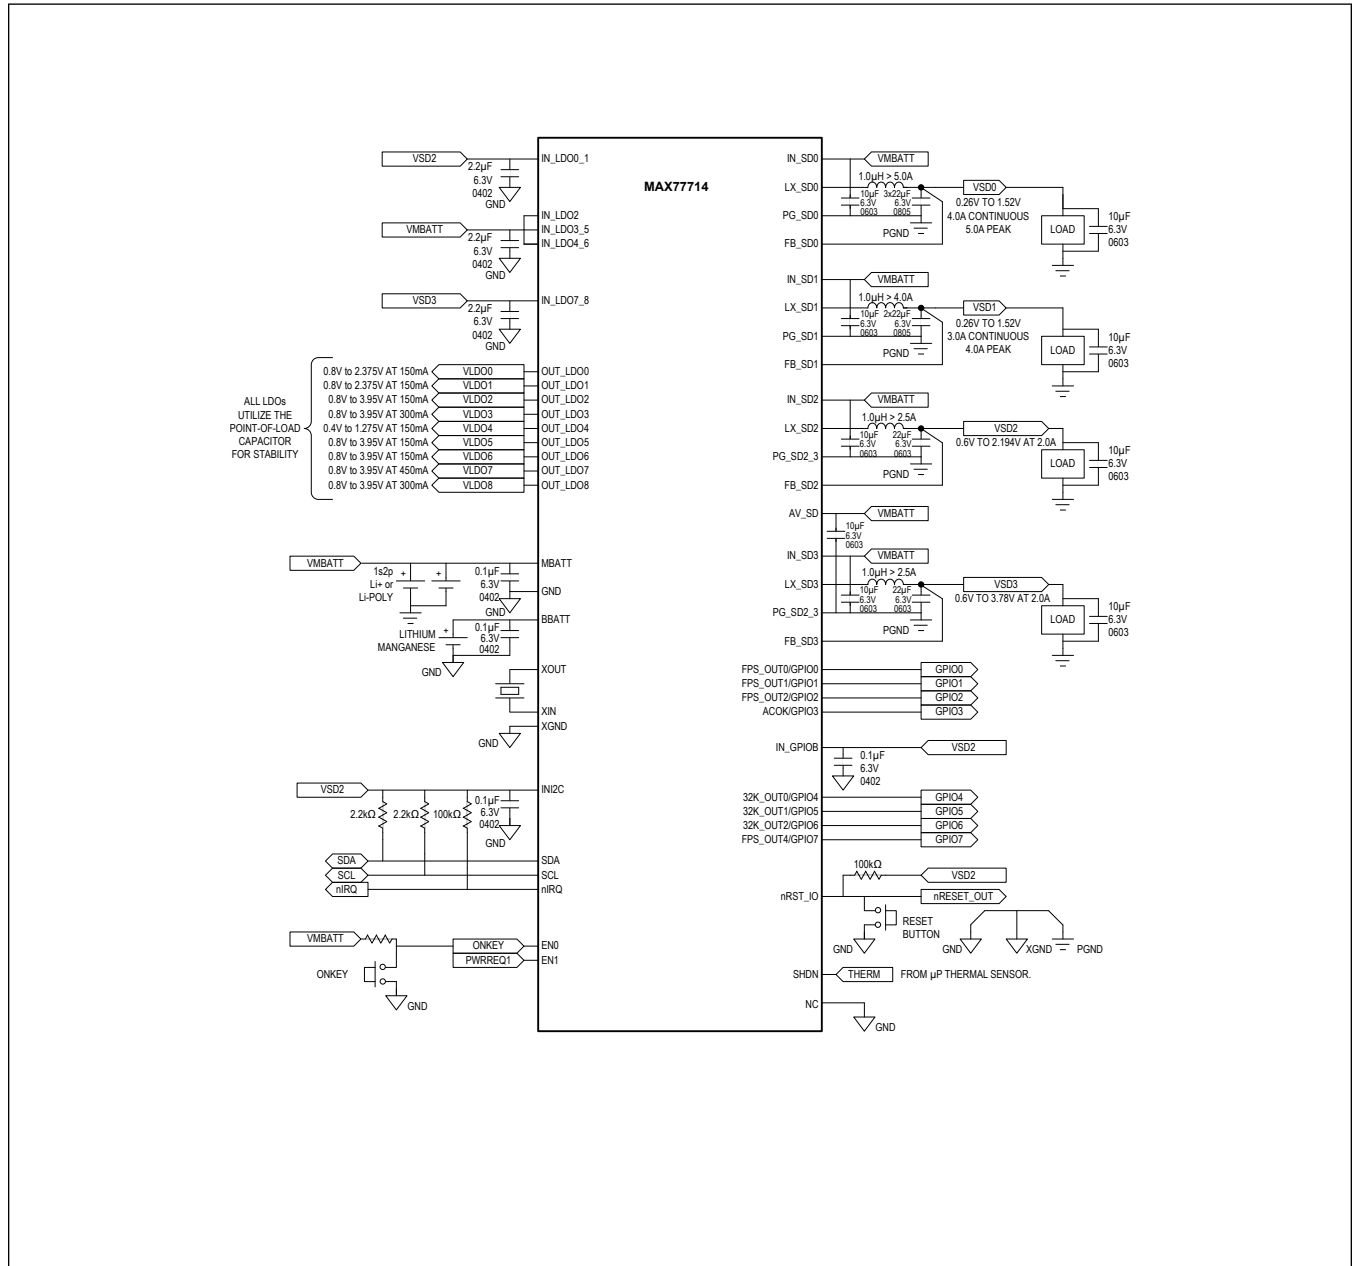 MAX77714
VSD2
2.2µF
6.3V
0402
GND
IN_LDO0_1
VMBATT
2.2µF
6.3V
0402
GND
IN_LDO2
IN_LDO3_5
IN_LDO4_6
VSD3
2.2µF
6.3V
0402
GND
IN_LDO7_8
ALL LDOs
UTILIZE THE
POINT-OF-LOAD
CAPACITOR
FOR STABILITY
0.8V to 2.375V AT 150mA VLDO0 OUT_LDO0
0.8V to 2.375V AT 150mA VLDO1 OUT_LDO1
0.8V to 3.95V AT 150mA VLDO2 OUT_LDO2
0.8V to 3.95V AT 300mA VLDO3 OUT_LDO3
0.4V to 1.275V AT 150mA VLDO4 OUT_LDO4
0.8V to 3.95V AT 150mA VLDO5 OUT_LDO5
0.8V to 3.95V AT 150mA VLDO6 OUT_LDO6
0.8V to 3.95V AT 450mA VLDO7 OUT_LDO7
0.8V to 3.95V AT 300mA VLDO8 OUT_LDO8
VMBATT
1s2p
Li+ or
Li-POLY
+
+
0.1µF
6.3V
0402
GND
MBATT
GND
BBATT
LITHIUM
MANGANESE
+
0.1µF
6.3V
0402
GND
XOUT
XIN
XGND
GND
VSD2
INI2C
2.2kΩ
2.2kΩ
100kΩ
0.1µF
6.3V
0402
GND
SDA SDA
SCL SCL
nIRQ nIRQ
VMBATT
ONKEY EN0
PWRREQ1 EN1
ONKEY
GND
IN_SD0
VMBATT
1.0µH > 5.0A
LX_SD0
10µF
6.3V
0603
3x22µF
6.3V
0805
PG_SD0
PGND
FB_SD0
VSD0
0.26V TO 1.52V
4.0A CONTINUOUS
5.0A PEAK
LOAD
10µF
6.3V
0603
IN_SD1
VMBATT
1.0µH > 4.0A
LX_SD1
10µF
6.3V
0603
2x22µF
6.3V
0805
PG_SD1
PGND
FB_SD1
VSD1
0.26V TO 1.52V
3.0A CONTINUOUS
4.0A PEAK
LOAD
10µF
6.3V
0603
IN_SD2
VMBATT
1.0µH > 2.5A
LX_SD2
10µF
6.3V
0603
22µF
6.3V
0603
PG_SD2_3
PGND
FB_SD2
VSD2
0.6V TO 2.194V AT 2.0A
LOAD
10µF
6.3V
0603
AV_SD
VMBATT
10µF
6.3V
0603
IN_SD3
VMBATT
1.0µH > 2.5A
LX_SD3
10µF
6.3V
0603
22µF
6.3V
0603
PG_SD2_3
PGND
FB_SD3
VSD3
0.6V TO 3.78V AT 2.0A
LOAD
10µF
6.3V
0603
FPS_OUT0/GPIO0 GPIO0
FPS_OUT1/GPIO1 GPIO1
FPS_OUT2/GPIO2 GPIO2
ACOK/GPIO3 GPIO3
IN_GPIOB
VSD2
0.1µF
6.3V
0402
32K_OUT0/GPIO4 GPIO4
32K_OUT1/GPIO5 GPIO5
32K_OUT2/GPIO6 GPIO6
FPS_OUT4/GPIO7 GPIO7
100kΩ
VSD2
nRST_IO
nRESET_OUT
RESET
BUTTON
GND
GND
XGND
PGND
SHDN THERM FROM µP THERMAL SENSOR.
NC
GND